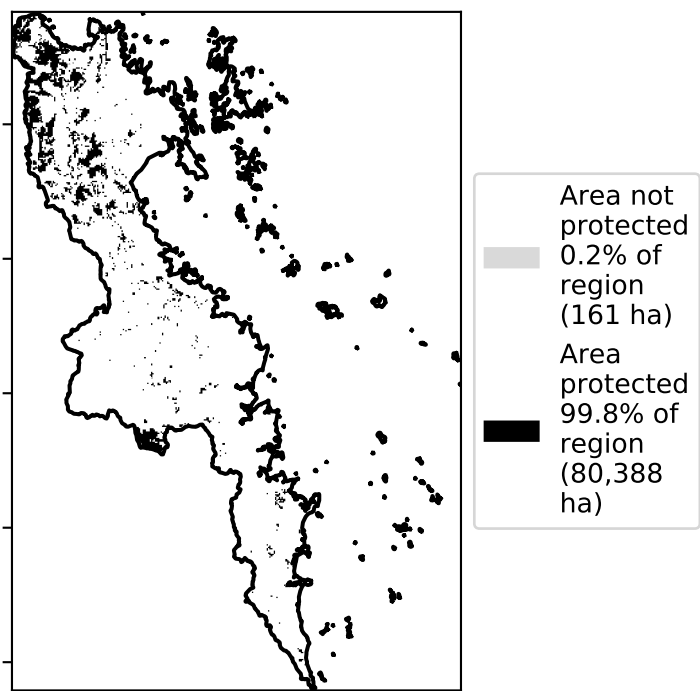 Area not
protected
0.2% of
region
(161 ha)
Area
protected
99.8% of
region
(80,388
ha)